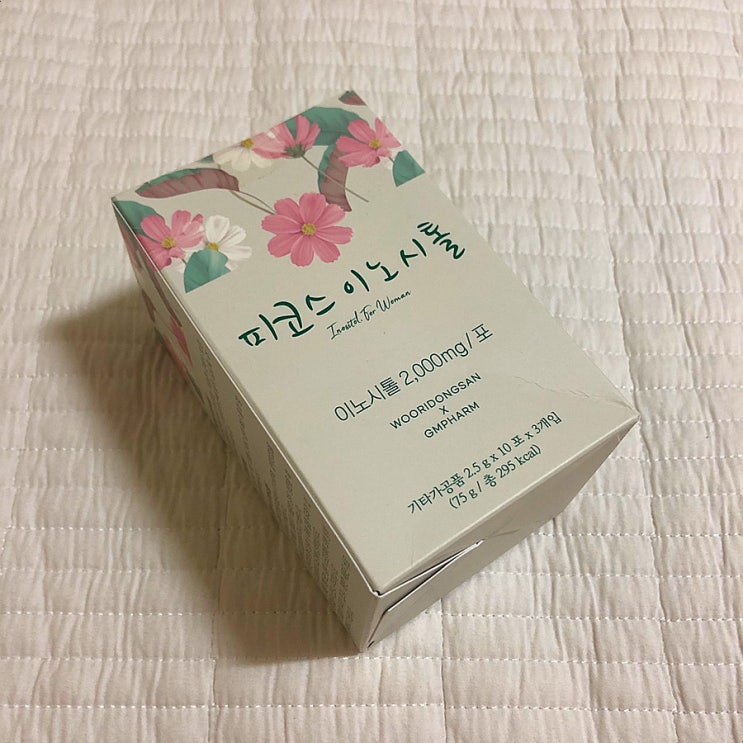 피코스 이노시톨
Inositol For Woman
이노시톨 2,000mg/포
WOORIDONGSAN
X
GMPHARM
기타가공품 2.5 g x 10 포 x 3개입
(75 g / 총 295 kcal)